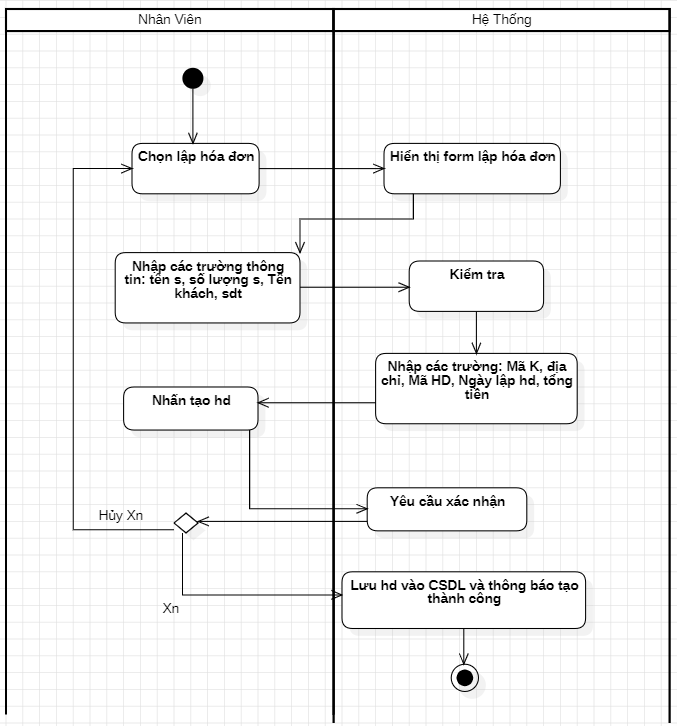 Nhân Viên
Hệ Thống
Chọn lập hóa đơn
Hiển thị form lập hóa đơn
Nhập các trường thông
tin: tên s, số lượng s, Tên
khách, sdt
Kiểm tra
Nhập các trường: Mã K, địa
chỉ, Mã HD, Ngày lập hd, tổng
tiền
Nhấn tạo hd
Yêu cầu xác nhận
Hủy Xn
Lưu hd vào CSDL và thông báo tạo
thành công
Xn